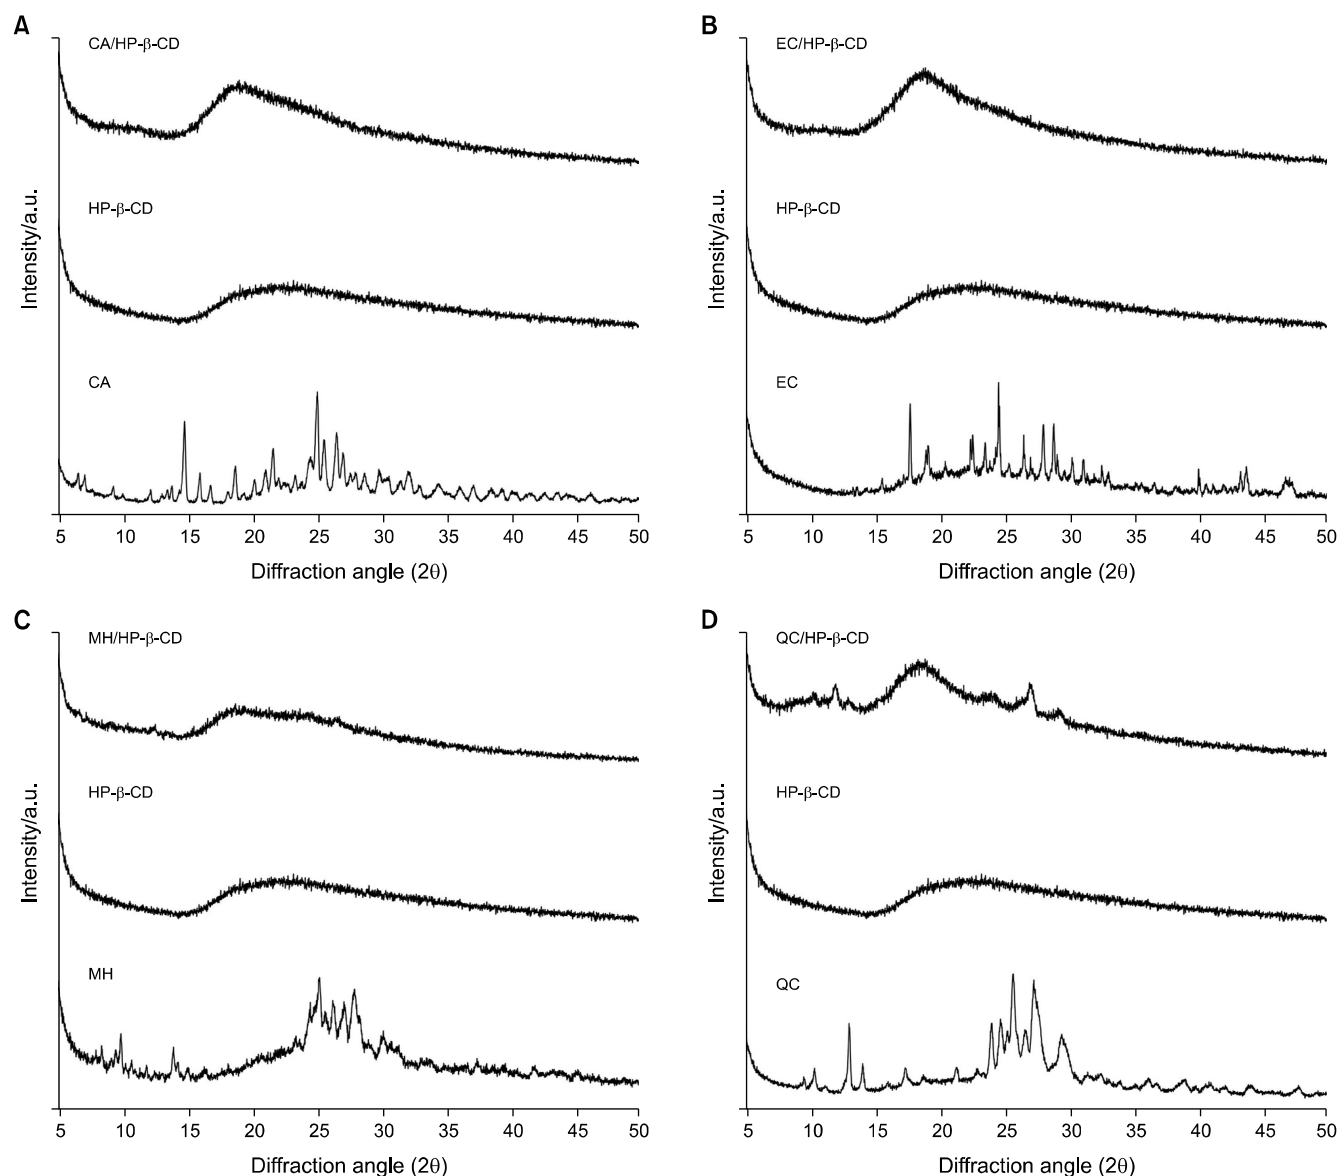 A
CA/HP-β-CD
HP-β-CD
CA
Intensity/a.u.
5 10 15 20 25 30 35 40 45 50
Diffraction angle (2θ)
B
EC/HP-β-CD
HP-β-CD
EC
Intensity/a.u.
5 10 15 20 25 30 35 40 45 50
Diffraction angle (2θ)
C
MH/HP-β-CD
HP-β-CD
MH
Intensity/a.u.
5 10 15 20 25 30 35 40 45 50
Diffraction angle (2θ)
D
QC/HP-β-CD
HP-β-CD
QC
Intensity/a.u.
5 10 15 20 25 30 35 40 45 50
Diffraction angle (2θ)